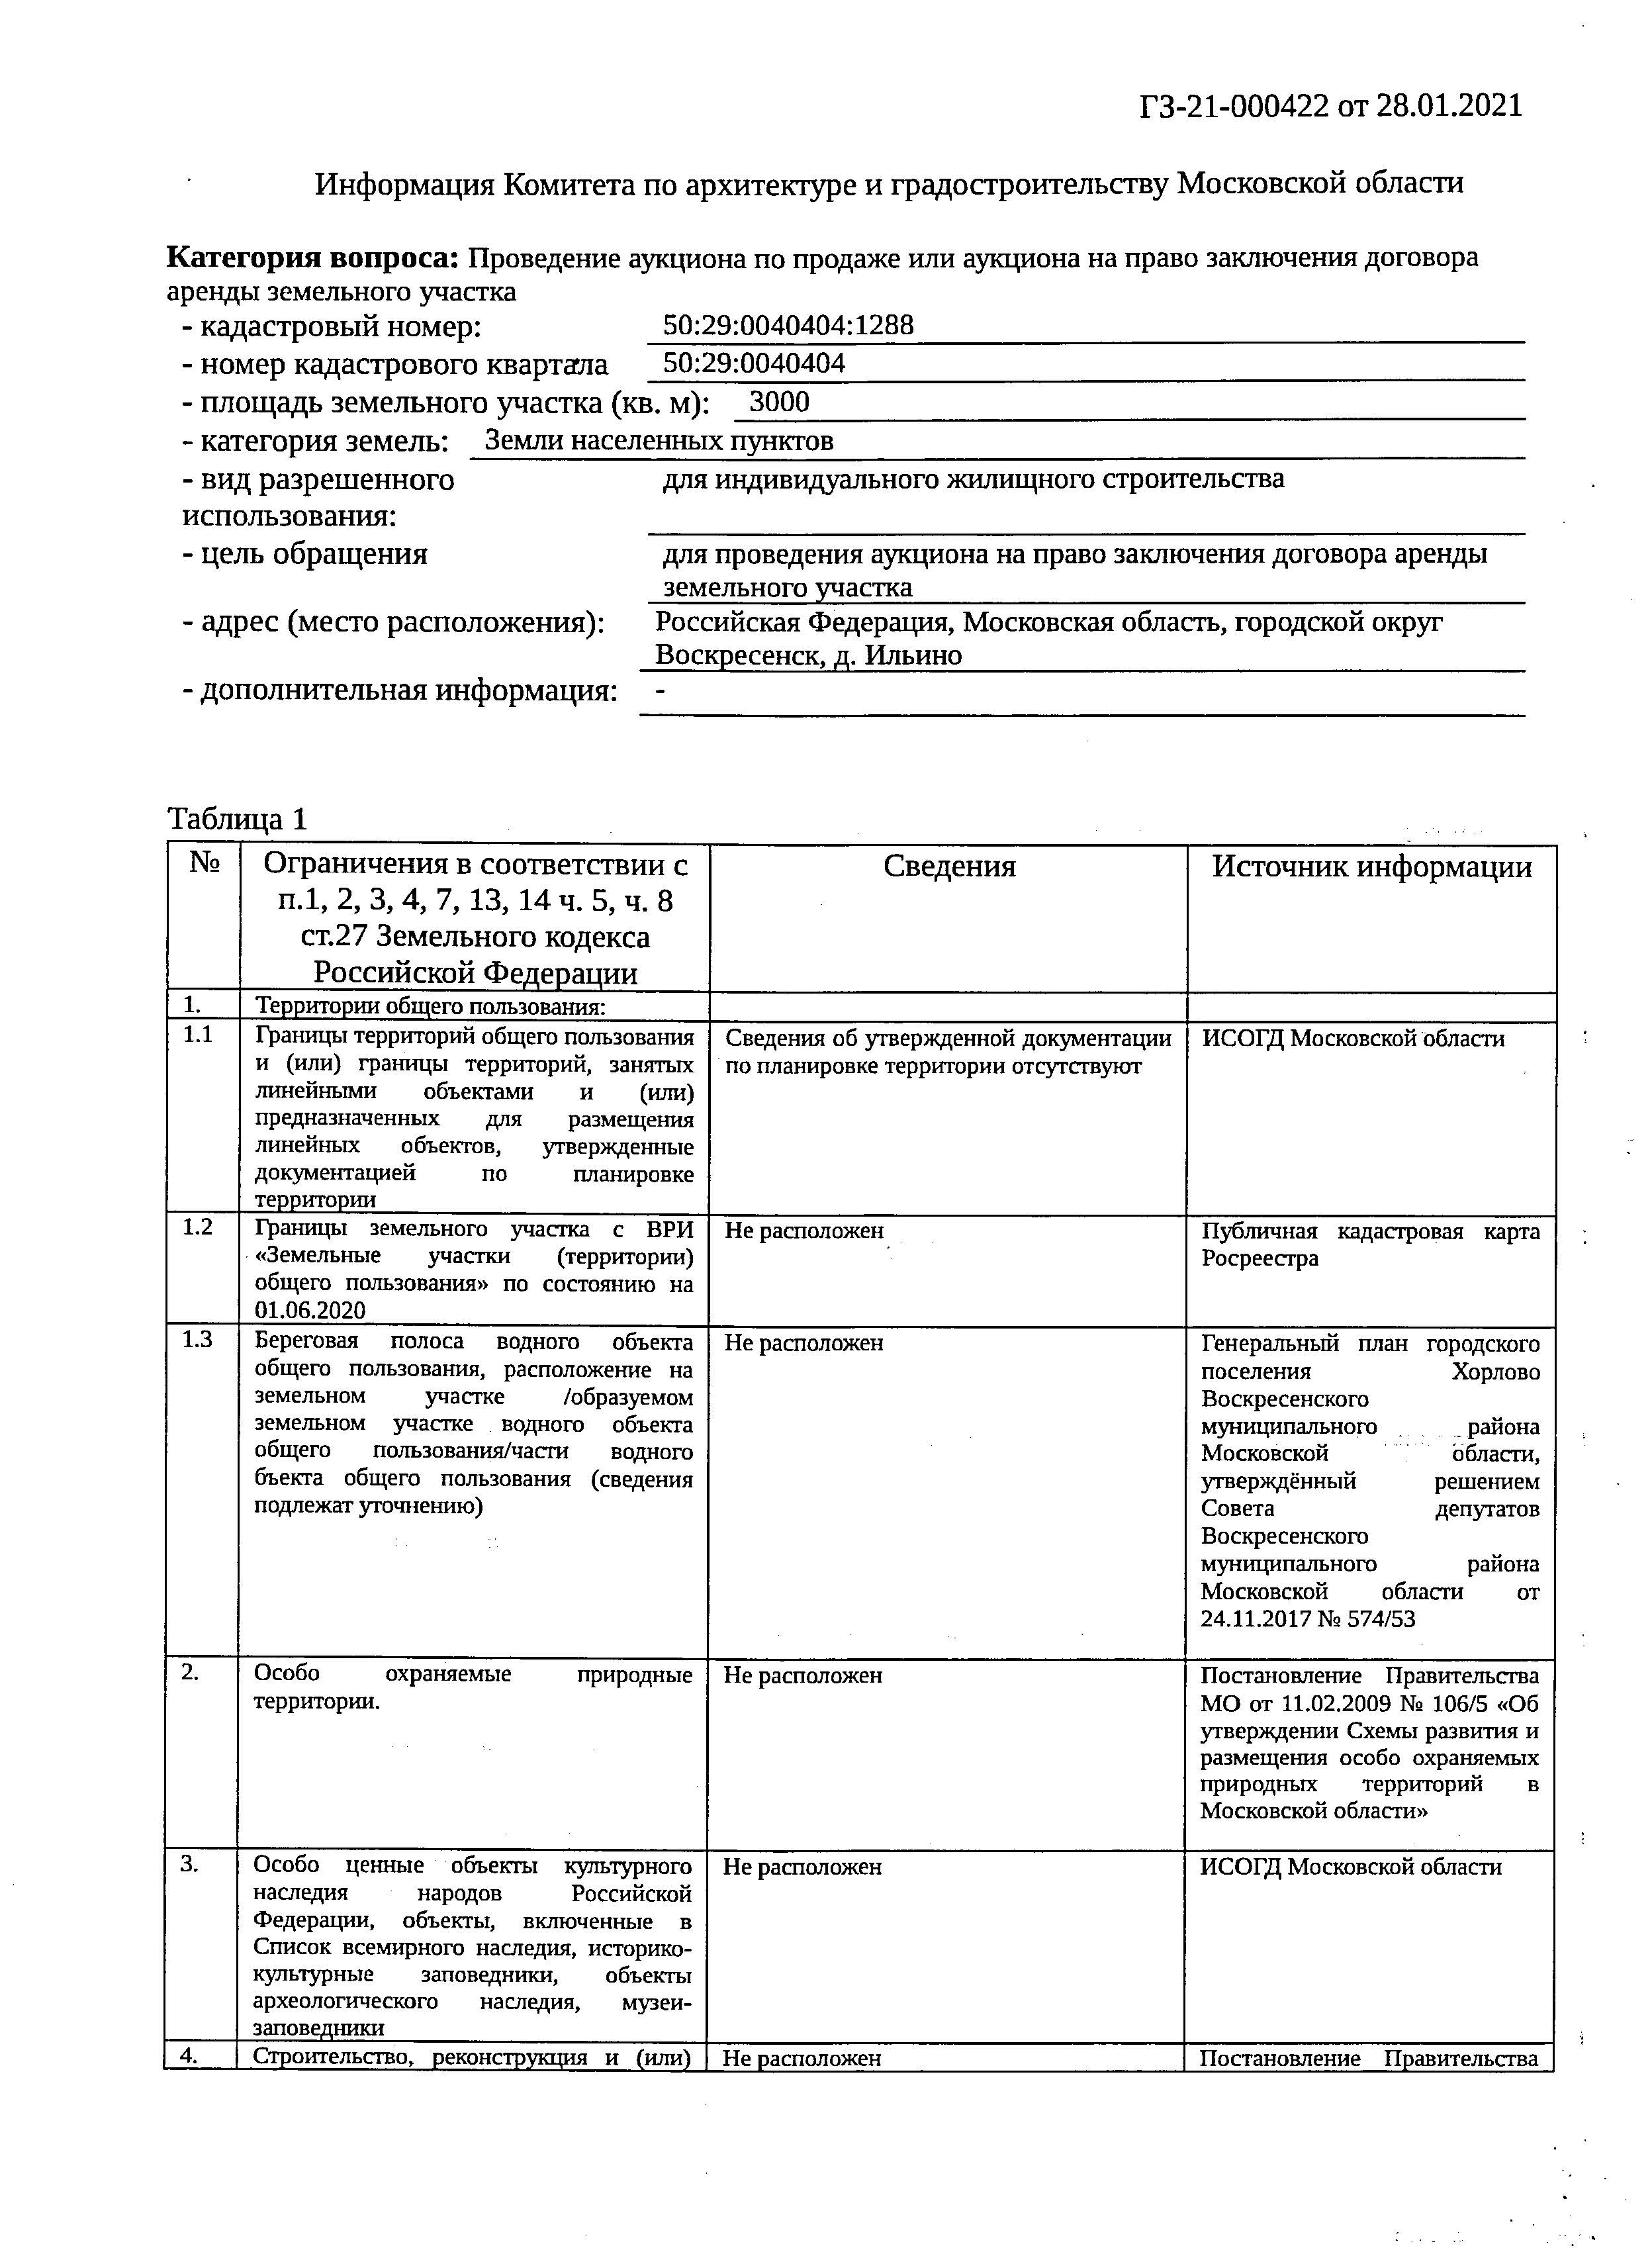 ГЗ-21-000422 от 28.01.2021
Информация Комитета по архитектуре и градостроительству Московской области
Категория вопроса: Проведение аукциона по продаже или аукциона на право заключения договора
аренды земельного участка
- кадастровый номер: 50:29:0040404:1288
- номер кадастрового квартала 50:29:0040404
- площадь земельного участка (кв. м): 3000
- категория земель: Земли населенных пунктов
- вид разрешенного для индивидуального жилищного строительства
использования:
- цель обращения для проведения аукциона на право заключения договора аренды
земельного участка
- адрес (место расположения): Российская Федерация, Московская область, городской округ
Воскресенск, д. Ильино
- дополнительная информация: -
Таблица 1
№
Ограничения в соответствии с
п.1, 2, 3, 4, 7, 13, 14 ч. 5, ч. 8
ст.27 Земельного кодекса
Российской Федерации
Сведения
Источник информации
1.
Территории общего пользования:
1.1
Границы территорий общего пользования
и (или) границы территорий, занятых
линейными объектами и (или)
предназначенных для размещения
линейных объектов, утвержденные
документацией по планировке
территории
Сведения об утвержденной документации
по планировке территории отсутствуют
ИСОГД Московской области
1.2
Границы земельного участка с ВРИ
«Земельные участки (территории)
общего пользования» по состоянию на
01.06.2020
Не расположен
Публичная кадастровая карта
Росреестра
1.3
Береговая полоса водного объекта
общего пользования, расположение на
земельном участке /образуемом
земельном участке водного объекта
общего пользования/части водного
бъекта общего пользования (сведения
подлежат уточнению)
Не расположен
Генеральный план городского
поселения Хорлово
Воскресенского
муниципального района
Московской области,
утверждённый решением
Совета депутатов
Воскресенского
муниципального района
Московской области от
24.11.2017 № 574/53
2.
Особо охраняемые природные
территории.
Не расположен
Постановление Правительства
МО от 11.02.2009 № 106/5 «Об
утверждении Схемы развития и
размещения особо охраняемых
природных территорий в
Московской области»
3.
Особо ценные объекты культурного
наследия народов Российской
Федерации, объекты, включенные в
Список всемирного наследия, историко-
культурные заповедники, объекты
археологического наследия, музеи-
заповедники
Не расположен
ИСОГД Московской области
4.
Строительство, реконструкция и (или)
Не расположен
Постановление Правительства